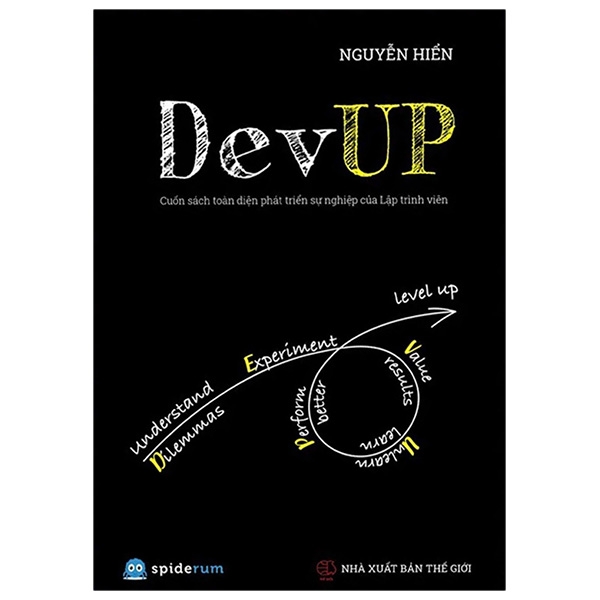 NGUYỄN HIỂN
DevUP
Cuốn sách toàn diện phát triển sự nghiệp của Lập trình viên
level up
Experiment
Value
results
Understand
Dilemmas
Perform
better
learn
Unlearn
spiderum
NHÀ XUẤT BẢN THẾ GIỚI